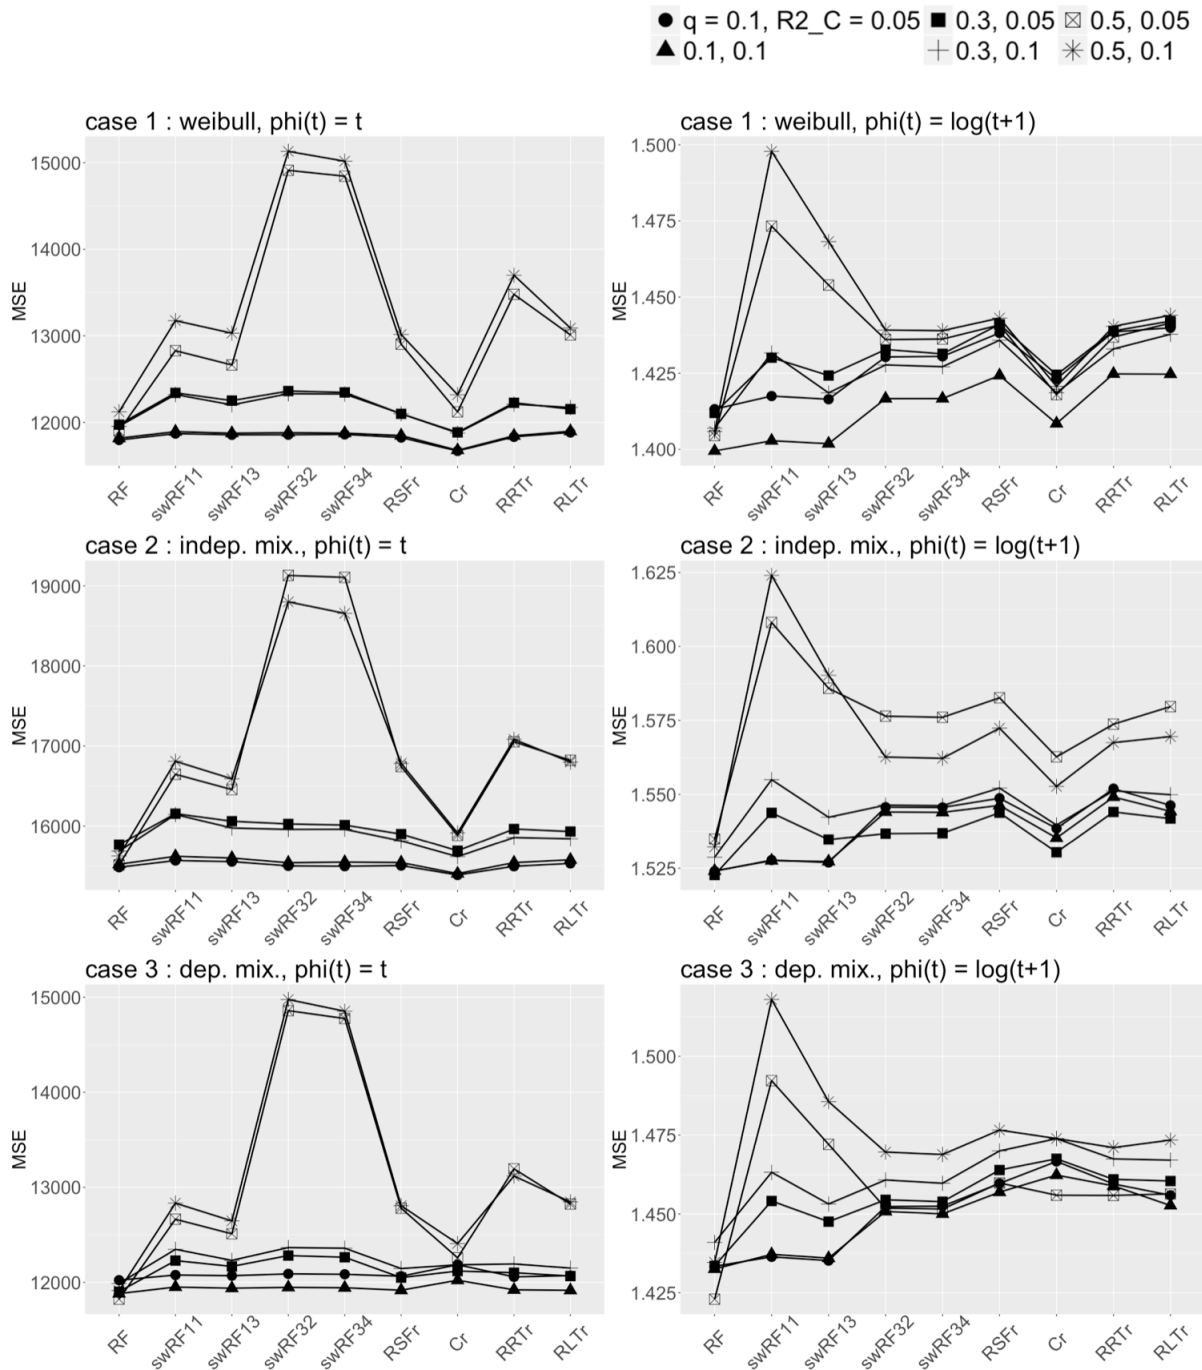 q = 0.1, R2_C = 0.05 0.3, 0.05 0.5, 0.05
0.1, 0.1 0.3, 0.1 0.5, 0.1
case 1 : weibull, phi(t) = t
MSE
15000
14000
13000
12000
RF swRF11 swRF13 swRF32 swRF34 RSFr Cr RRTr RLTr
case 1 : weibull, phi(t) = log(t+1)
MSE
1.500
1.475
1.450
1.425
1.400
RF swRF11 swRF13 swRF32 swRF34 RSFr Cr RRTr RLTr
case 2 : indep. mix., phi(t) = t
MSE
19000
18000
17000
16000
RF swRF11 swRF13 swRF32 swRF34 RSFr Cr RRTr RLTr
case 2 : indep. mix., phi(t) = log(t+1)
MSE
1.625
1.600
1.575
1.550
1.525
RF swRF11 swRF13 swRF32 swRF34 RSFr Cr RRTr RLTr
case 3 : dep. mix., phi(t) = t
MSE
15000
14000
13000
12000
RF swRF11 swRF13 swRF32 swRF34 RSFr Cr RRTr RLTr
case 3 : dep. mix., phi(t) = log(t+1)
MSE
1.500
1.475
1.450
1.425
RF swRF11 swRF13 swRF32 swRF34 RSFr Cr RRTr RLTr